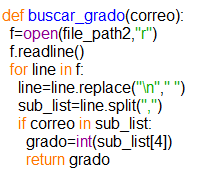 def buscar_grado(correo):
  f=open(file_path2,"r")
  f.readline()
  for line in f:
    line=line.replace("\n"," ")
    sub_list=line.split(",")
    if correo in sub_list:
      grado=int(sub_list[4])
      return grado